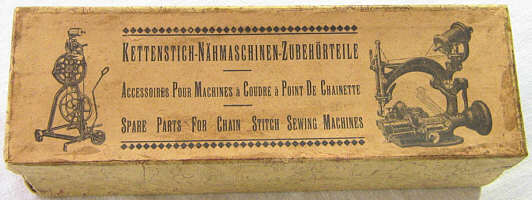 Kettenstich-Nähmaschinen-Zubehörteile
Accessoires Pour Machines à Coudre à Point De Chainette
Spare Parts For Chain Stitch Sewing Machines